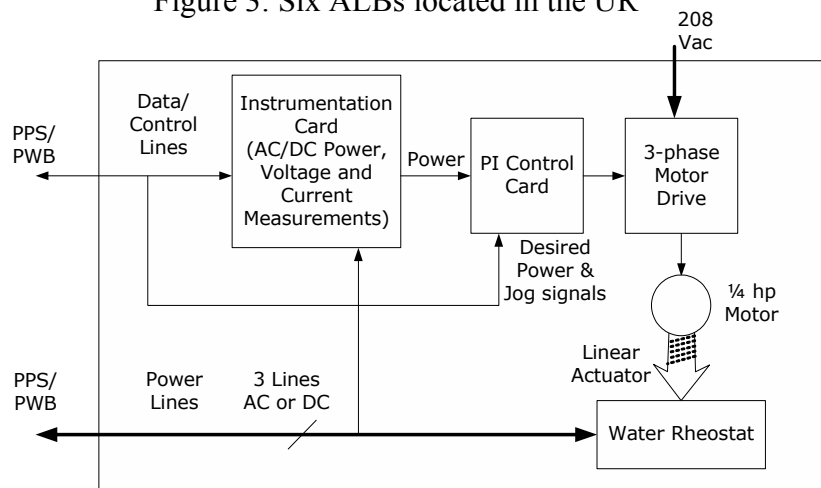 Figure 3: Six ALBs located in the UR
208
Vac
Data/
Control
Lines
PPS/
PWB
Instrumentation
Card
(AC/DC Power,
Voltage and
Current
Measurements)
Power
PI Control
Card
3-phase
Motor
Drive
Desired
Power &
Jog signals
¼ hp
Motor
Linear
Actuator
PPS/
PWB
Power
Lines
3 Lines
AC or DC
Water Rheostat